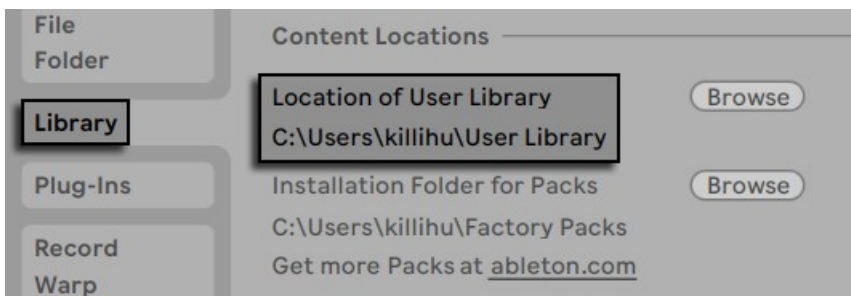 File
Folder
Library
Plug-Ins
Record
Warp
Content Locations
Location of User Library
Browse
C:\Users\killihu\User Library
Installation Folder for Packs
Browse
C:\Users\killihu\Factory Packs
Get more Packs at ableton.com